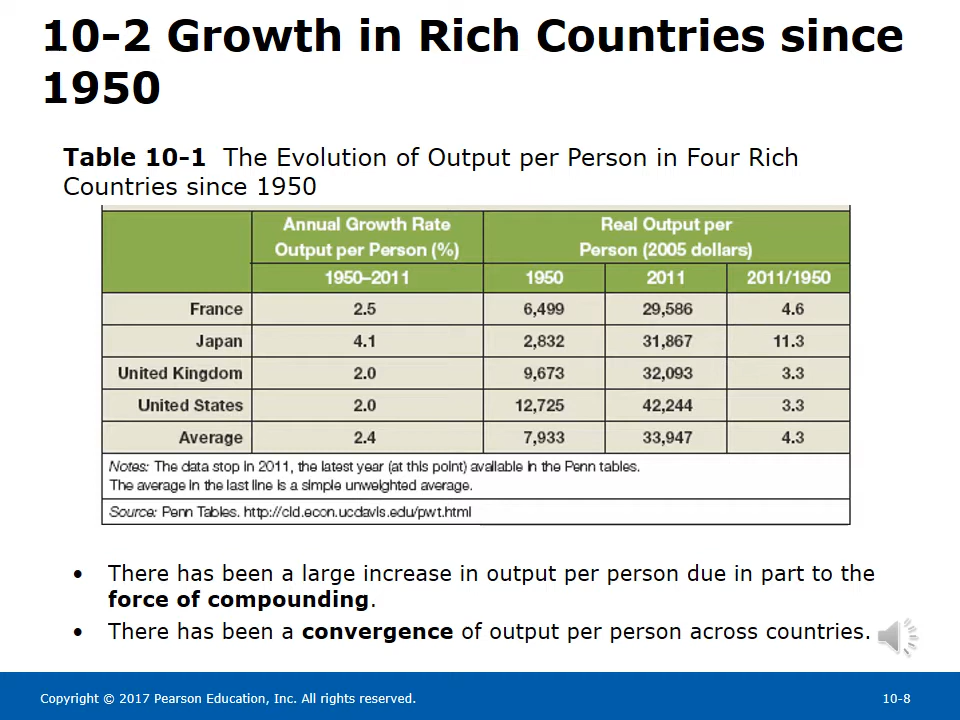 10-2 Growth in Rich Countries since
1950
Table 10-1 The Evolution of Output per Person in Four Rich
Countries since 1950
Annual Growth Rate Real Output per
Output per Person (%) Person (2005 dollars)
1950–2011 1950 2011 2011/1950
France 2.5 6,499 29,586 4.6
Japan 4.1 2,832 31,867 11.3
United Kingdom 2.0 9,673 32,093 3.3
United States 2.0 12,725 42,244 3.3
Average 2.4 7,933 33,947 4.3
Notes: The data stop in 2011, the latest year (at this point) available in the Penn tables.
The average in the last line is a simple unweighted average.
Source: Penn Tables. http://cid.econ.ucdavis.edu/pwt.html
• There has been a large increase in output per person due in part to the
force of compounding.
• There has been a convergence of output per person across countries.
Copyright © 2017 Pearson Education, Inc. All rights reserved. 10-8